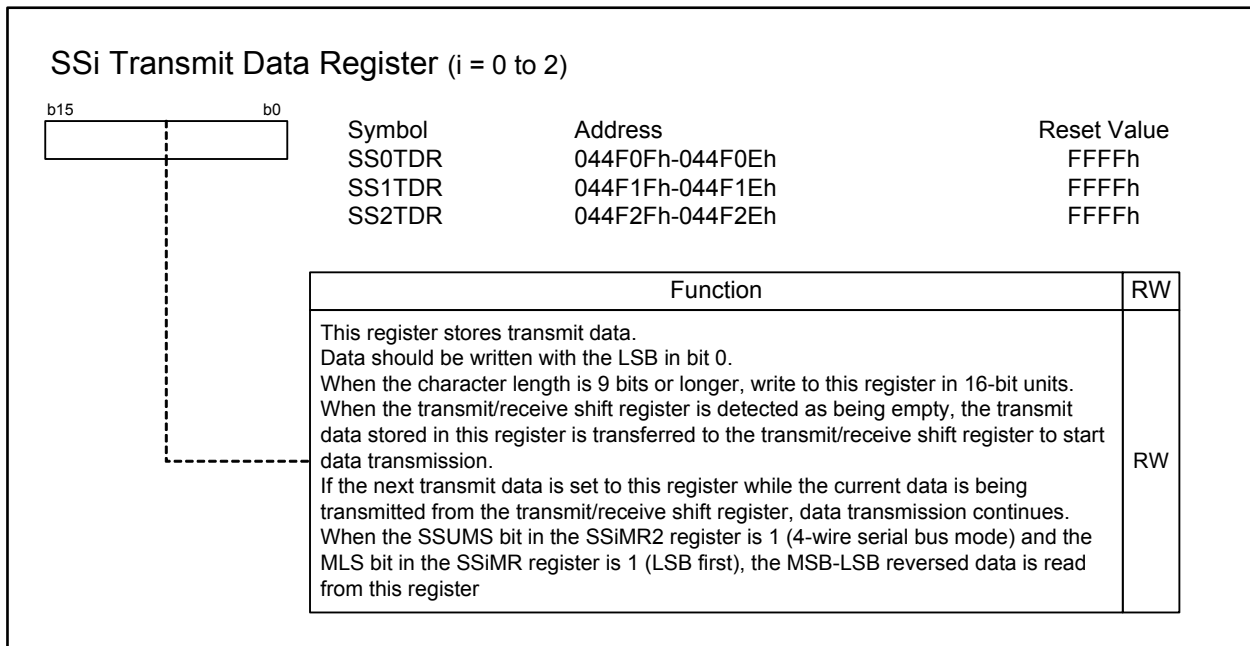 SSi Transmit Data Register (i = 0 to 2)
b15 b0
Symbol Address Reset Value
SS0TDR 044F0Fh-044F0Eh FFFFh
SS1TDR 044F1Fh-044F1Eh FFFFh
SS2TDR 044F2Fh-044F2Eh FFFFh
Function RW
This register stores transmit data.
Data should be written with the LSB in bit 0.
When the character length is 9 bits or longer, write to this register in 16-bit units.
When the transmit/receive shift register is detected as being empty, the transmit
data stored in this register is transferred to the transmit/receive shift register to start
data transmission. RW
If the next transmit data is set to this register while the current data is being
transmitted from the transmit/receive shift register, data transmission continues.
When the SSUMS bit in the SSiMR2 register is 1 (4-wire serial bus mode) and the
MLS bit in the SSiMR register is 1 (LSB first), the MSB-LSB reversed data is read
from this register